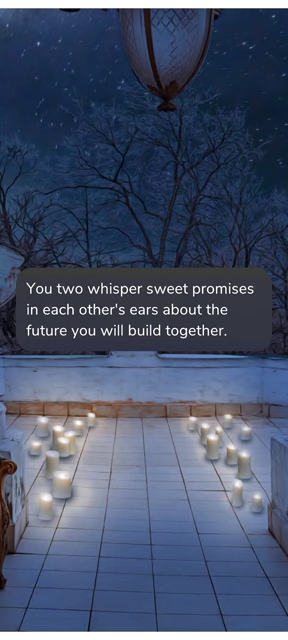 You two whisper sweet promises
in each other's ears about the
future you will build together.